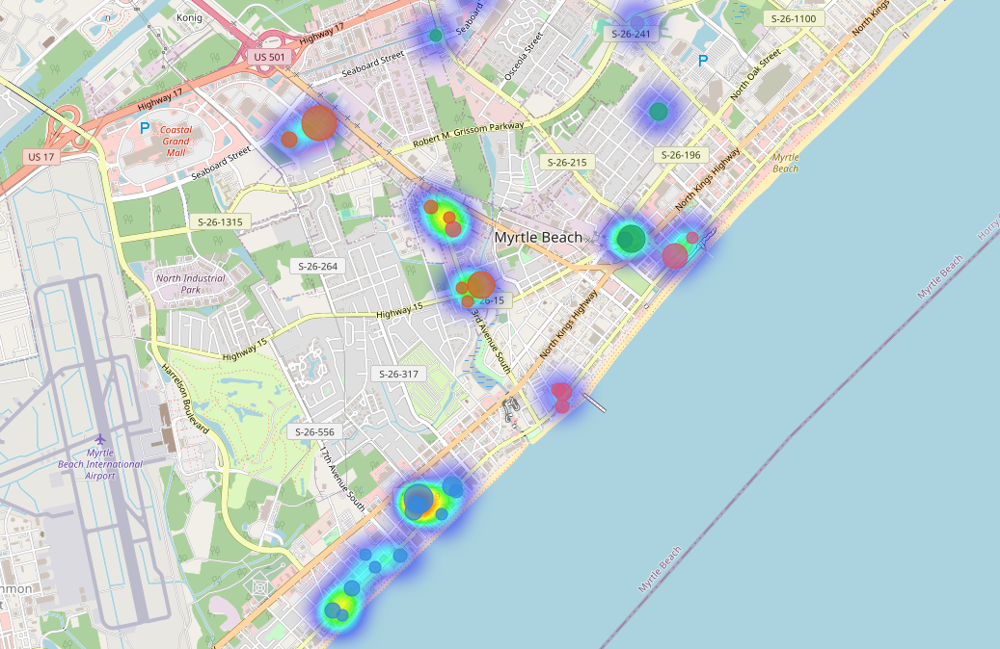 Konig
Highway 17
Seaboard
S-26-1100
North Kings
S-26-241
US 501
Seaboard Street
Osceola Street
P
North Oak Street
Highway 17
P
Coastal
Grand
Mall
Robert M. Grissom Parkway
US 17
Seaboard Street
S-26-215
S-26-196
Myrtle
Beach
North Kings Highway
S-26-1315
Myrtle Beach
Horry
S-26-264
Myrtle Beach
North Industrial
Park
26-15
Highway 15
3rd Avenue South
North Kings Highway
Highway 15
S-26-317
Harrelson Boulevard
S-26-556
Myrtle
Beach International
Airport
17th Avenue South
Myrtle Beach
mmon
t